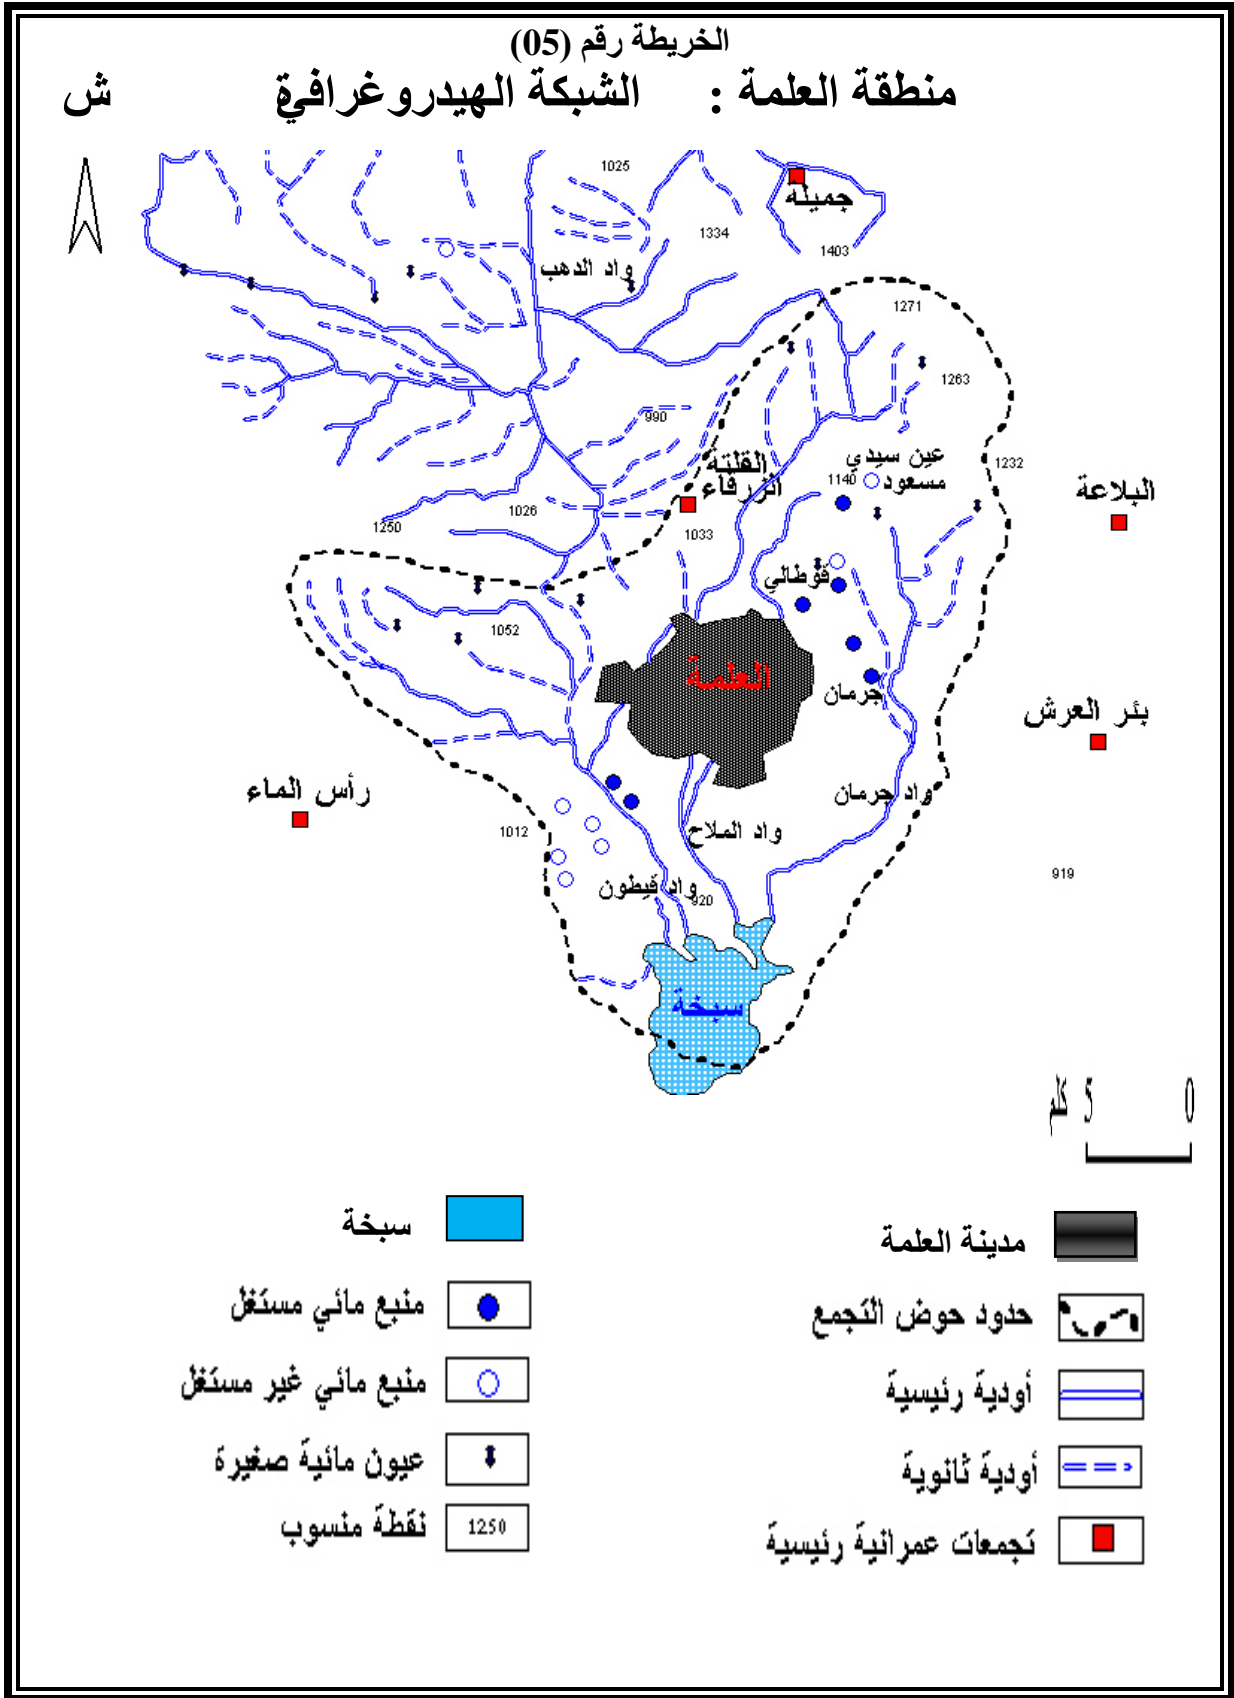 الخريطة رقم (05)
منطقة العلمة : الشبكة الهيدروغرافية
ش
1025
جميلة
1334
1403
واد الدهب
1271
1263
990
القلتة
الزرقاء
عين سيدي
مسعود
1140
1232
البلاعة
1250
1026
1033
قوطالي
1052
العلمة
جرمان
بئر العرش
رأس الماء
واد جرمان
1012
واد الملاح
919
واد قيطون
920
سبخة
0 5 كلم
مدينة العلمة
حدود حوض التجمع
أودية رئيسية
أودية ثانوية
تجمعات عمرانية رئيسية
سبخة
منبع مائي مستغل
منبع مائي غير مستغل
عيون مائية صغيرة
نقطة منسوب
1250